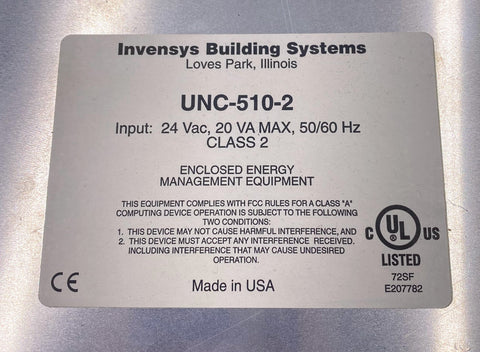 Invensys Building Systems
Loves Park, Illinois
UNC-510-2
Input: 24 Vac, 20 VA MAX, 50/60 Hz
CLASS 2
ENCLOSED ENERGY
MANAGEMENT EQUIPMENT
THIS EQUIPMENT COMPLIES WITH FCC RULES FOR A CLASS "A"
COMPUTING DEVICE OPERATION IS SUBJECT TO THE FOLLOWING
TWO CONDITIONS:
1. THIS DEVICE MAY NOT CAUSE HARMFUL INTERFERENCE, AND
2. THIS DEVICE MUST ACCEPT ANY INTERFERENCE RECEIVED.
INCLUDING INTERFERENCE THAT MAY CAUSE UNDESIRED
OPERATION.
C UL US
LISTED
72SF
E207782
CE
Made in USA